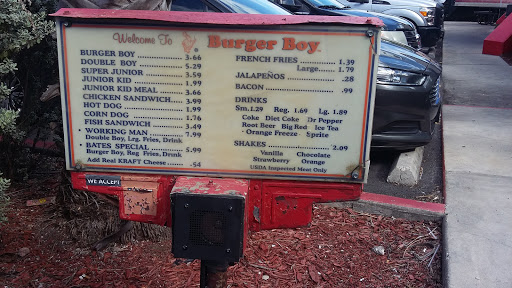 Welcome To Burger Boy
BURGER BOY 3.66
DOUBLE BOY 5.29
SUPER JUNIOR 3.59
JUNIOR KID 1.99
JUNIOR KID MEAL 3.66
CHICKEN SANDWICH 3.99
HOT DOG 1.99
CORN DOG 1.76
FISH SANDWICH 3.49
• WORKING MAN 7.99
Double Boy, Lrg. Fries, Drink
• BATES SPECIAL 5.99
Burger Boy, Reg. Fries, Drink
Add Real KRAFT Cheese .54
FRENCH FRIES 1.39
Large 1.79
JALAPEÑOS .28
BACON .99
DRINKS
Sm. 1.29 Reg. 1.69 Lg. 1.89
Coke Diet Coke Dr Pepper
Root Beer Big Red Ice Tea
Orange Freeze Sprite
SHAKES 2.09
Vanilla Chocolate
Strawberry Orange
USDA Inspected Meat Only
WE ACCEPT